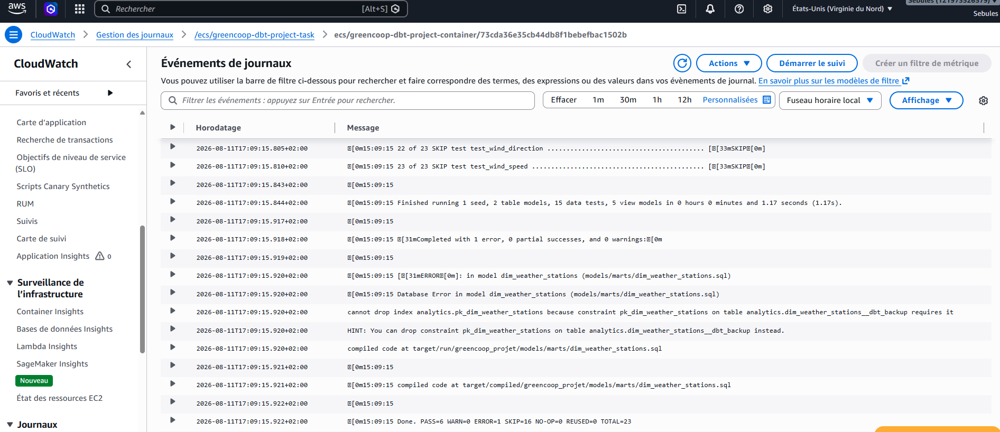 aws
Rechercher
[Alt+S]
États-Unis (Virginie du Nord) ▼
Sebules (121973526579) ▼
Sebules
CloudWatch > Gestion des journaux > /ecs/greencoop-dbt-project-task > ecs/greencoop-dbt-project-container/73cda36e35cb44db8f1bebefbac1502b
CloudWatch
Favoris et récents
Carte d'application
Recherche de transactions
Objectifs de niveau de service
(SLO)
Scripts Canary Synthetics
RUM
Suivis
Carte de suivi
Application Insights 0
Surveillance de
l'infrastructure
Container Insights
Bases de données Insights
Lambda Insights
SageMaker Insights
Nouveau
État des ressources EC2
Journaux
Événements de journaux
Actions ▼
Démarrer le suivi
Créer un filtre de métrique
Vous pouvez utiliser la barre de filtre ci-dessous pour rechercher et faire correspondre des termes, des expressions ou des valeurs dans vos évènements de journal. En savoir plus sur les modèles de filtre
Filtrer les événements : appuyez sur Entrée pour rechercher.
Effacer 1m 30m 1h 12h Personnalisées
Fuseau horaire local ▼
Affichage ▼
Horodatage Message
2026-08-11T17:09:15.805+02:00 [0m15:09:15 22 of 23 SKIP test test_wind_direction ......................................... [[33mSKIP[0m]
2026-08-11T17:09:15.810+02:00 [0m15:09:15 23 of 23 SKIP test test_wind_speed ............................................. [[33mSKIP[0m]
2026-08-11T17:09:15.843+02:00 [0m15:09:15
2026-08-11T17:09:15.844+02:00 [0m15:09:15 Finished running 1 seed, 2 table models, 15 data tests, 5 view models in 0 hours 0 minutes and 1.17 seconds (1.17s).
2026-08-11T17:09:15.917+02:00 [0m15:09:15
2026-08-11T17:09:15.918+02:00 [0m15:09:15 [31mCompleted with 1 error, 0 partial successes, and 0 warnings:[0m
2026-08-11T17:09:15.919+02:00 [0m15:09:15
2026-08-11T17:09:15.920+02:00 [0m15:09:15 [[31mERROR[0m]: in model dim_weather_stations (models/marts/dim_weather_stations.sql)
2026-08-11T17:09:15.920+02:00 [0m15:09:15 Database Error in model dim_weather_stations (models/marts/dim_weather_stations.sql)
2026-08-11T17:09:15.920+02:00 cannot drop index analytics.pk_dim_weather_stations because constraint pk_dim_weather_stations on table analytics.dim_weather_stations__dbt_backup requires it
2026-08-11T17:09:15.920+02:00 HINT: You can drop constraint pk_dim_weather_stations on table analytics.dim_weather_stations__dbt_backup instead.
2026-08-11T17:09:15.920+02:00 compiled code at target/run/greencoop_projet/models/marts/dim_weather_stations.sql
2026-08-11T17:09:15.921+02:00 [0m15:09:15
2026-08-11T17:09:15.921+02:00 [0m15:09:15 compiled code at target/compiled/greencoop_projet/models/marts/dim_weather_stations.sql
2026-08-11T17:09:15.922+02:00 [0m15:09:15
2026-08-11T17:09:15.922+02:00 [0m15:09:15 Done. PASS=6 WARN=0 ERROR=1 SKIP=16 NO-OP=0 REUSED=0 TOTAL=23